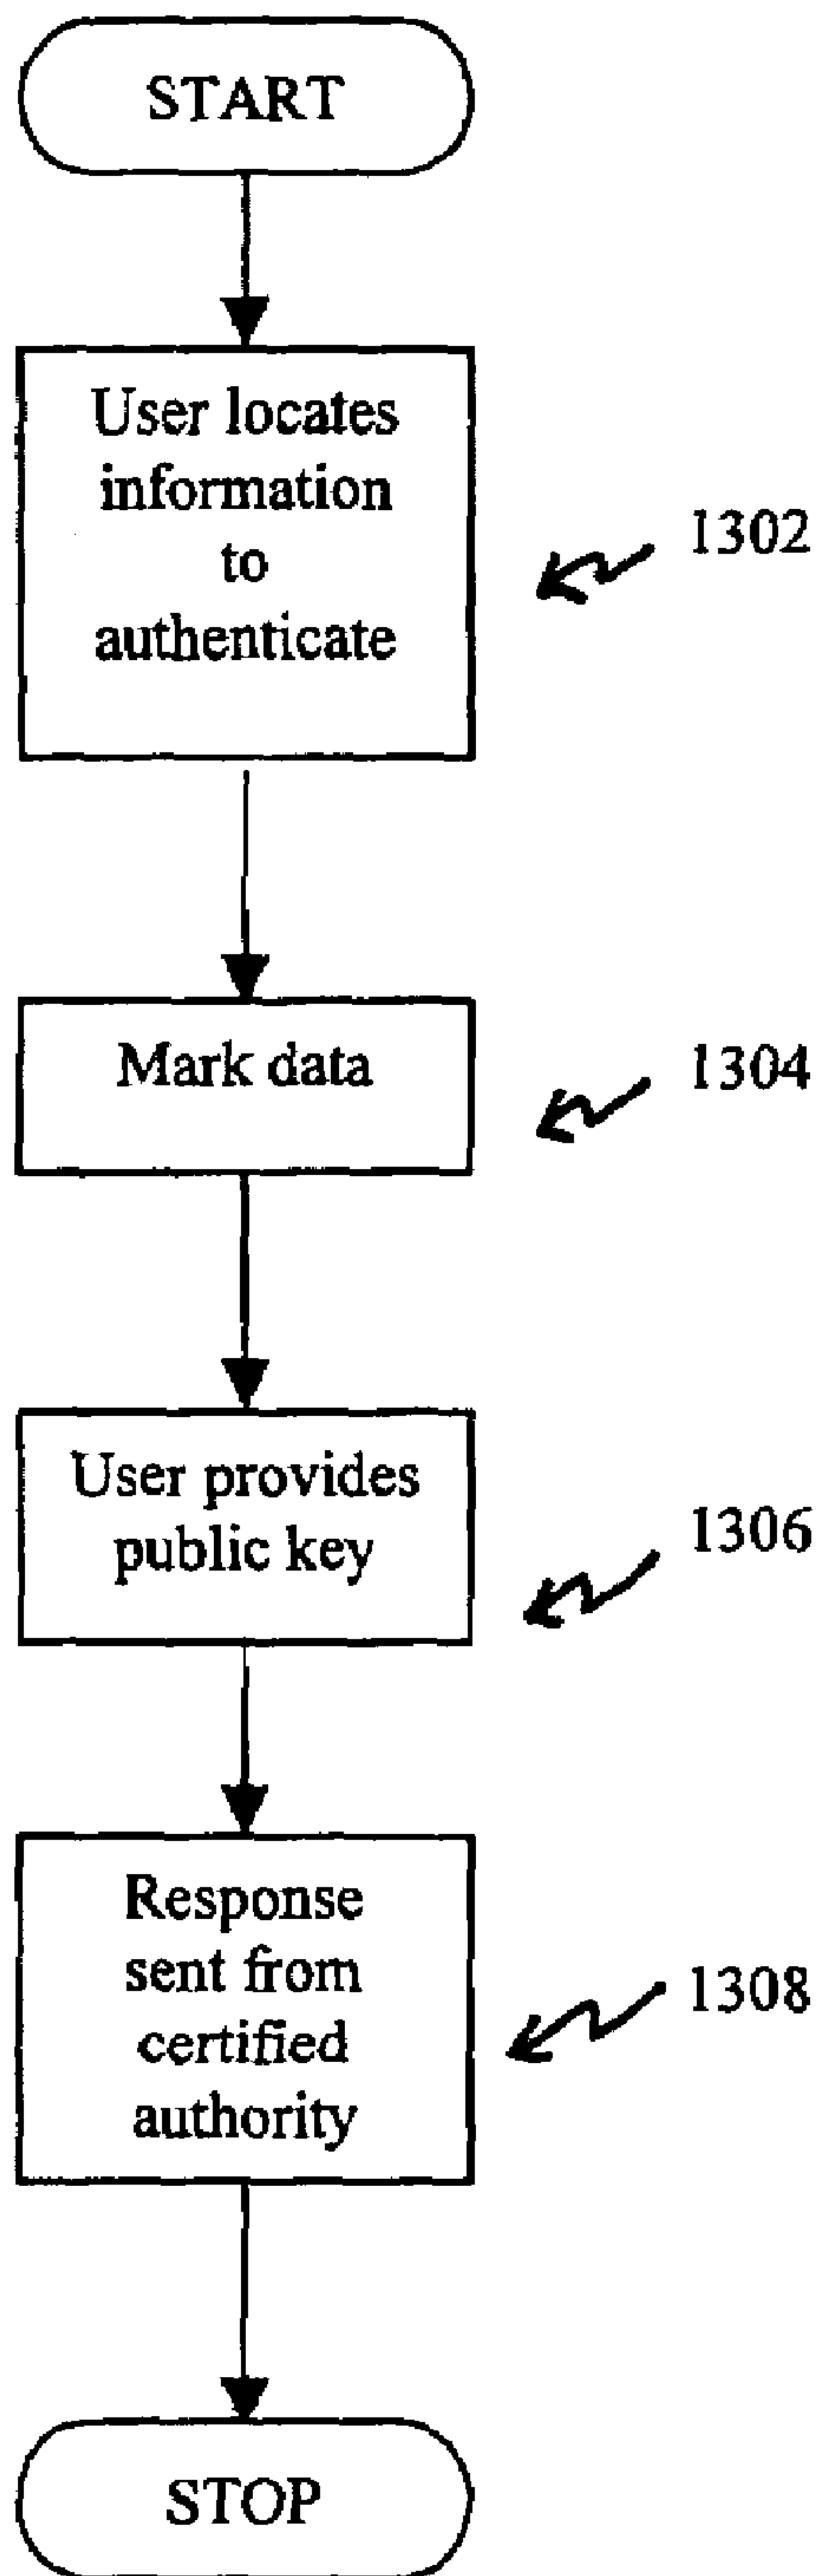 START
User locates
information
to
authenticate
1302
Mark data
1304
User provides
public key
1306
Response
sent from
certified
authority
1308
STOP